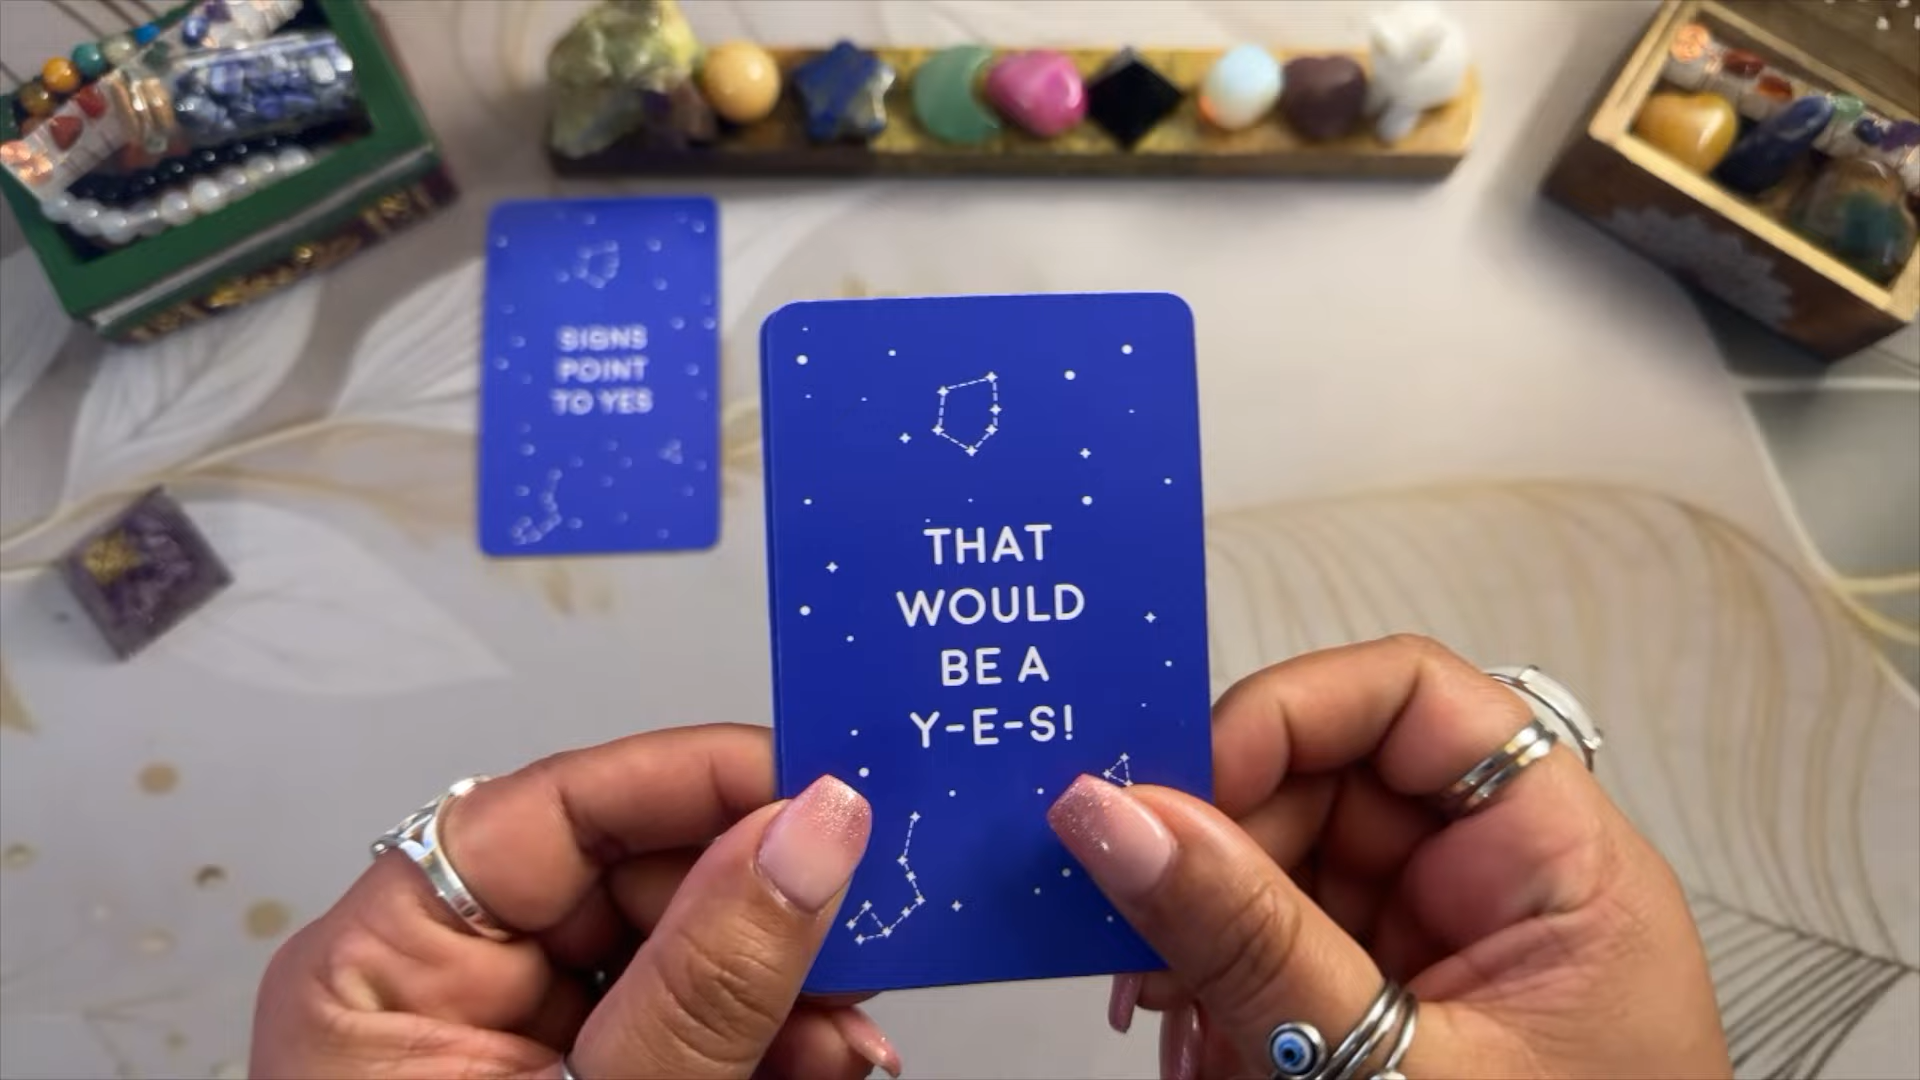 SIGNS
POINT
TO YES
THAT
WOULD
BE A
Y-E-S!